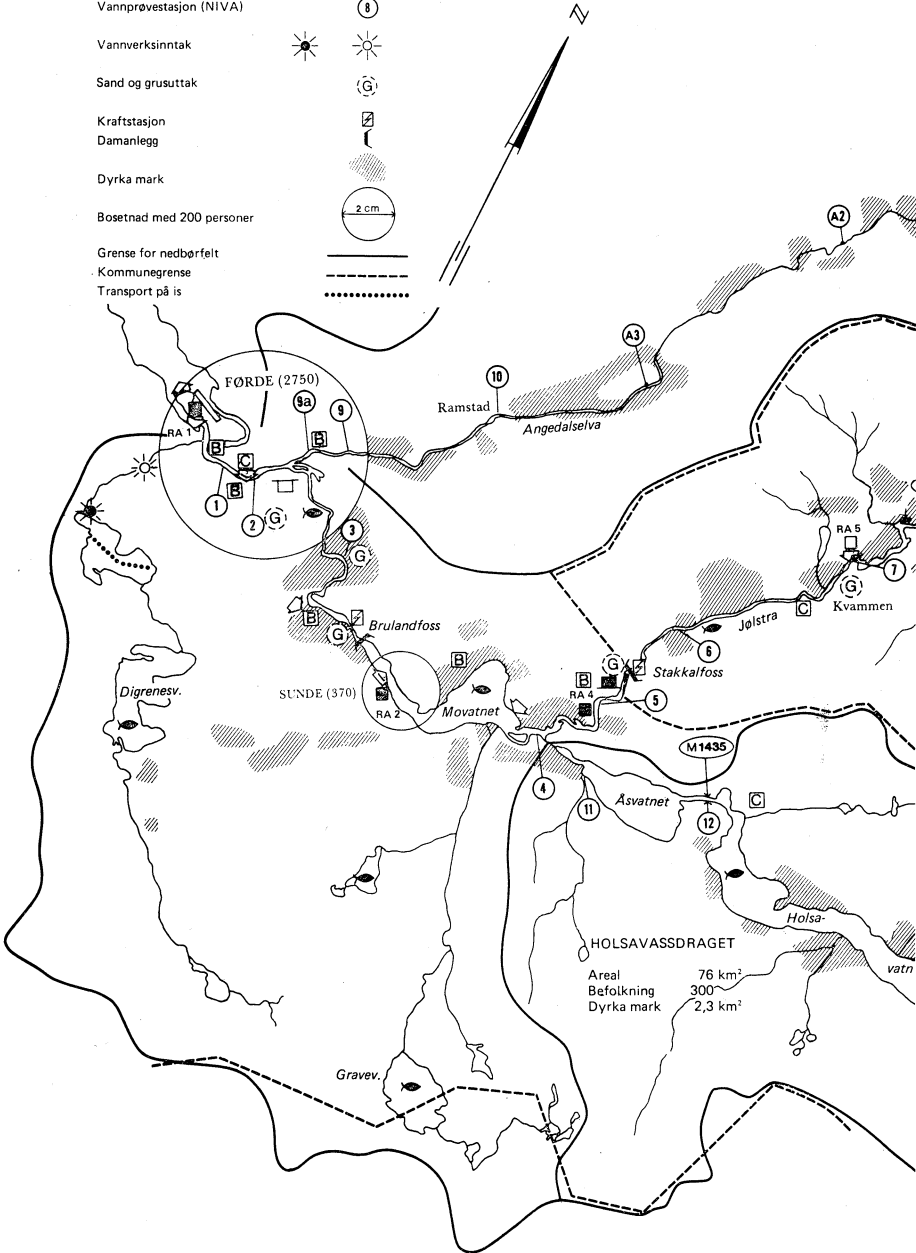 Vannprøvestasjon (NIVA) 8
Vannverksinntak
Sand og grusuttak G
Kraftstasjon
Damanlegg
Dyrka mark
Bosetnad med 200 personer 2 cm
Grense for nedbørfelt
Kommunegrense
Transport på is
N
A2
A3
FØRDE (2750)
10
9a
9
Ramstad
Angedalselva
RA 1
B
B
C
B
1
2
G
3
G
RA 5
7
G
C
Kvammen
Jølstra
6
B
G
Brulandfoss
Stakkalfoss
G
B
B
RA 4
5
SUNDE (370)
RA 2
Movatnet
Digrenesv.
4
M1435
11
Åsvatnet
12
C
Holsa-
vatn
HOLSAVASSDRAGET
Areal 76 km²
Befolkning 300
Dyrka mark 2,3 km²
Gravev.